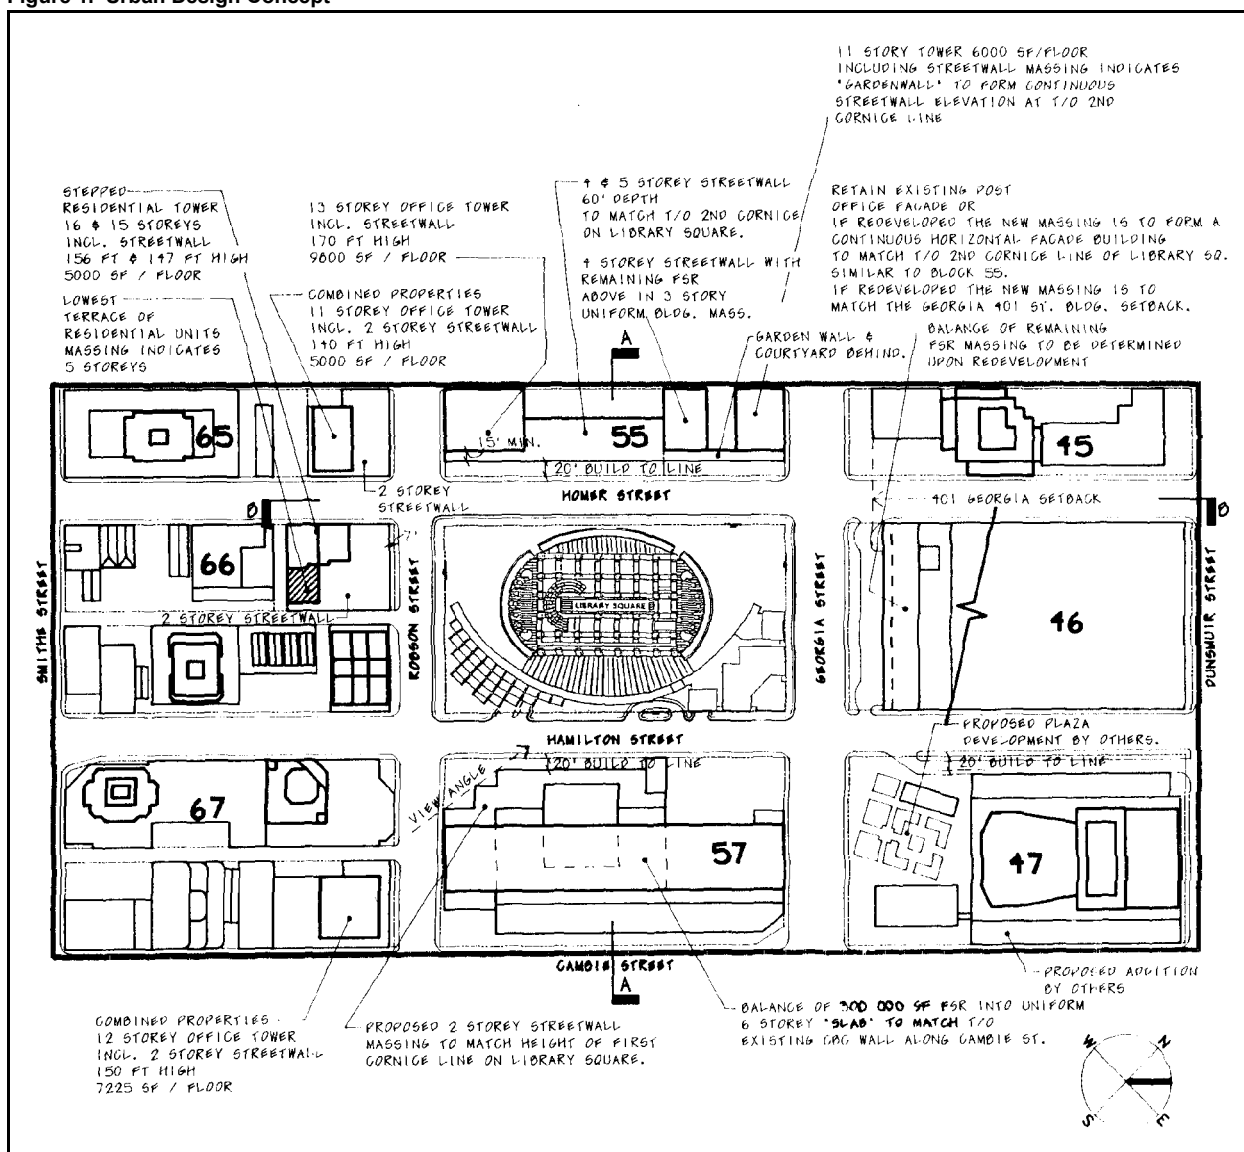 Figure 1. Urban Design Concept
11 STORY TOWER 6000 SF/FLOOR
INCLUDING STREETWALL MASSING INDICATES
"GARDENWALL" TO FORM CONTINUOUS
STREETWALL ELEVATION AT T/O 2ND
CORNICE LINE
STEPPED
RESIDENTIAL TOWER
16 & 15 STOREYS
INCL. STREETWALL
156 FT & 147 FT HIGH
5000 SF / FLOOR
LOWEST
TERRACE OF
RESIDENTIAL UNITS
MASSING INDICATES
5 STOREYS
13 STOREY OFFICE TOWER
INCL. STREETWALL
170 FT HIGH
9800 SF / FLOOR
COMBINED PROPERTIES
11 STOREY OFFICE TOWER
INCL. 2 STOREY STREETWALL
140 FT HIGH
5000 SF / FLOOR
4 & 5 STOREY STREETWALL
60' DEPTH
TO MATCH T/O 2ND CORNICE
ON LIBRARY SQUARE.
4 STOREY STREETWALL WITH
REMAINING FSR
ABOVE IN 3 STORY
UNIFORM BLDG. MASS.
GARDEN WALL &
COURTYARD BEHIND.
RETAIN EXISTING POST
OFFICE FACADE OR
IF REDEVELOPED THE NEW MASSING IS TO FORM A
CONTINUOUS HORIZONTAL FACADE BUILDING
TO MATCH T/O 2ND CORNICE LINE OF LIBRARY SQ.
SIMILAR TO BLOCK 55.
IF REDEVELOPED THE NEW MASSING IS TO
MATCH THE GEORGIA 401 ST. BLDG. SETBACK.
BALANCE OF REMAINING
FSR MASSING TO BE DETERMINED
UPON REDEVELOPMENT
A
65
55
45
15' MIN.
20' BUILD TO LINE
2 STOREY
STREETWALL
HOMER STREET
401 GEORGIA SETBACK
B
B
66
2 STOREY STREETWALL
SMITHE STREET
ROBSON STREET
LIBRARY SQUARE
GEORGIA STREET
46
DUNSMUIR STREET
HAMILTON STREET
PROPOSED PLAZA
DEVELOPMENT BY OTHERS.
20' BUILD TO LINE
20' BUILD TO LINE
VIEW ANGLE
67
57
47
CAMBIE STREET
A
PROPOSED ADDITION
BY OTHERS
COMBINED PROPERTIES
12 STOREY OFFICE TOWER
INCL. 2 STOREY STREETWALL
150 FT HIGH
7225 SF / FLOOR
PROPOSED 2 STOREY STREETWALL
MASSING TO MATCH HEIGHT OF FIRST
CORNICE LINE ON LIBRARY SQUARE.
BALANCE OF 300 000 SF FSR INTO UNIFORM
6 STOREY "SLAB" TO MATCH T/O
EXISTING CBC WALL ALONG CAMBIE ST.
W
N
S
E